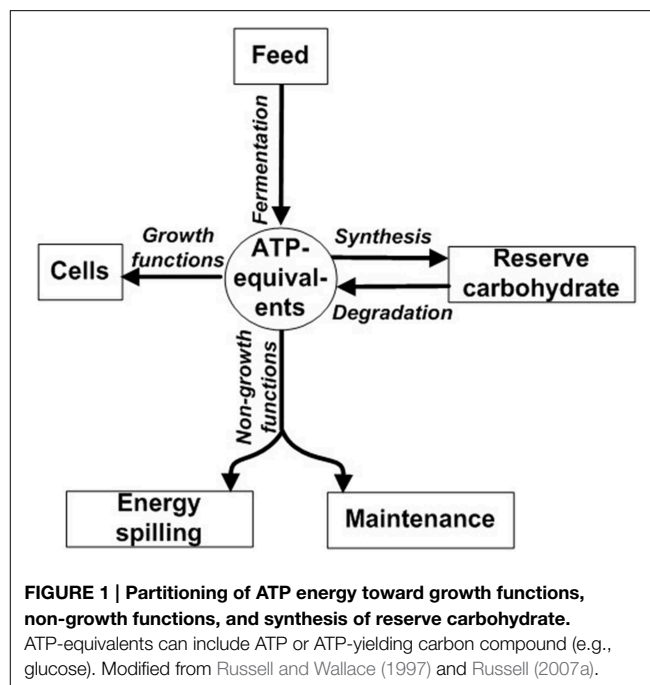 Feed
Fermentation
Growth
functions
Synthesis
Cells
ATP-
equival-
ents
Reserve
carbohydrate
Degradation
Non-growth
functions
Energy
spilling
Maintenance
FIGURE 1 | Partitioning of ATP energy toward growth functions,
non-growth functions, and synthesis of reserve carbohydrate.
ATP-equivalents can include ATP or ATP-yielding carbon compound (e.g.,
glucose). Modified from Russell and Wallace (1997) and Russell (2007a).